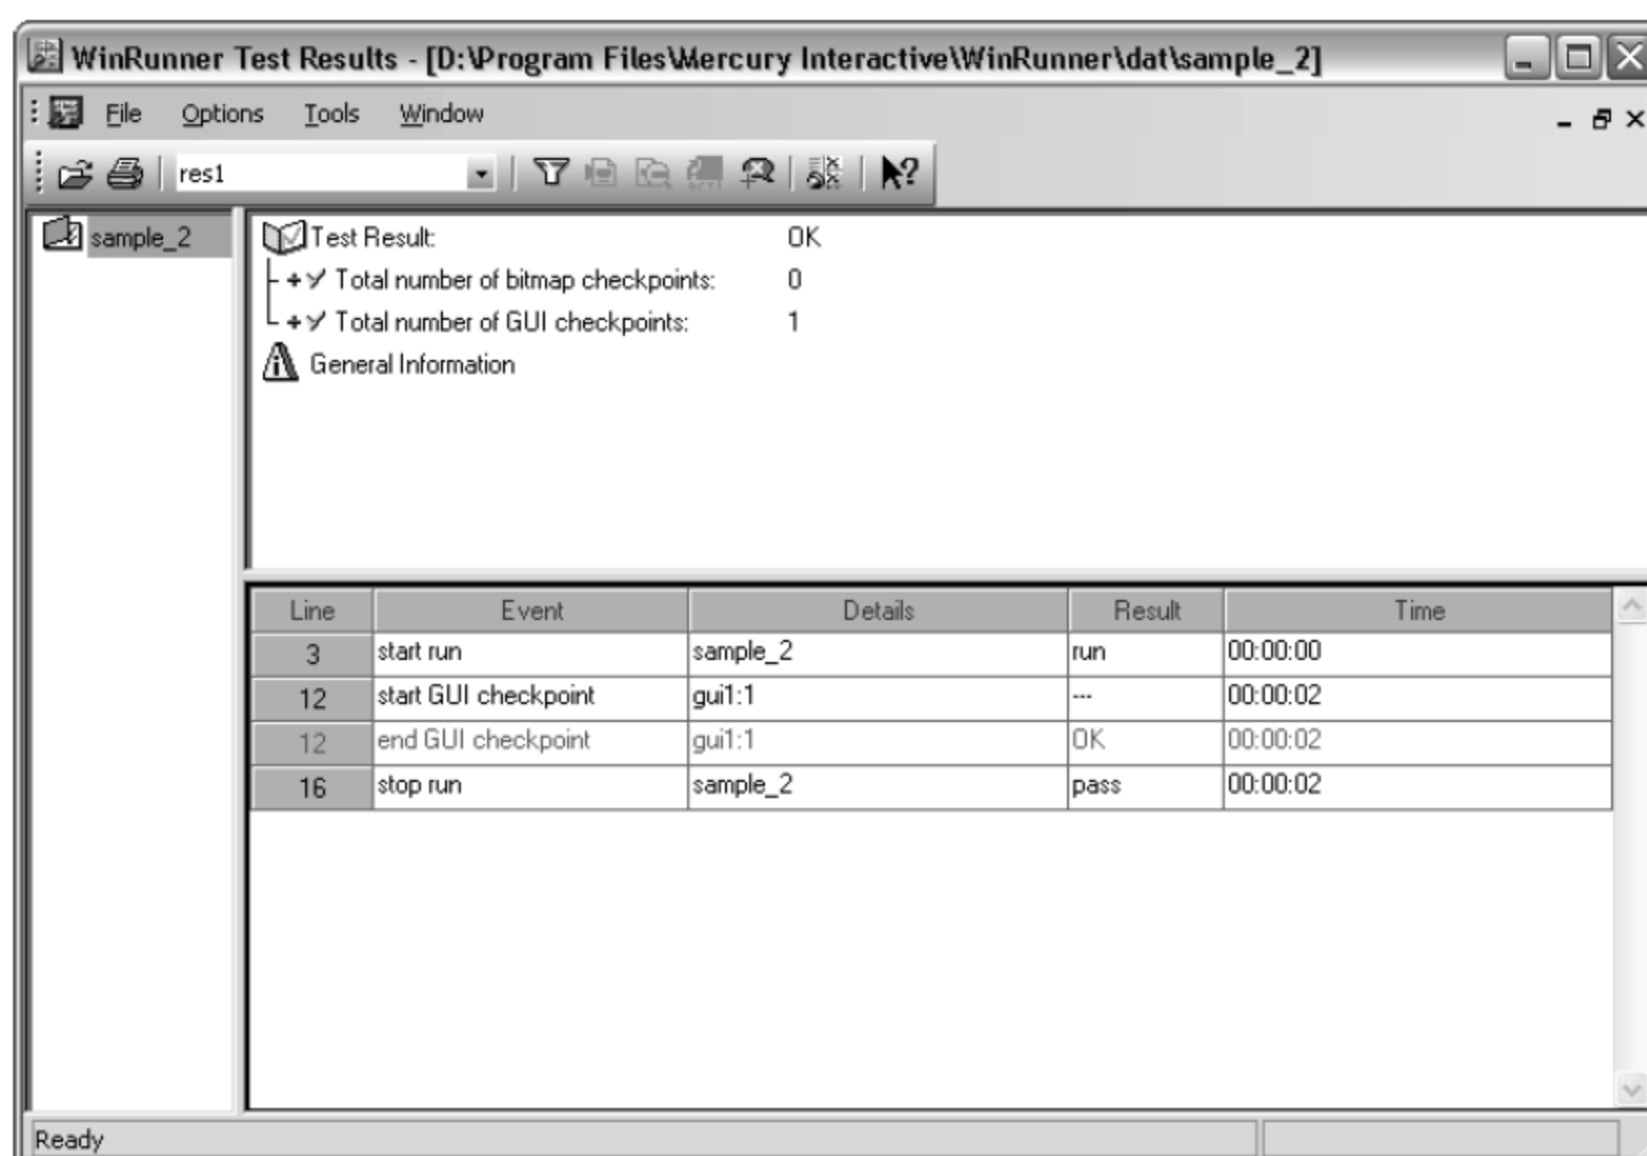 WinRunner Test Results - [D:\Program Files\Mercury Interactive\WinRunner\dat\sample_2]
File Options Tools Window
res1
sample_2
Test Result: OK
Total number of bitmap checkpoints: 0
Total number of GUI checkpoints: 1
General Information
Line Event Details Result Time
3 start run sample_2 run 00:00:00
12 start GUI checkpoint gui1:1 --- 00:00:02
12 end GUI checkpoint gui1:1 OK 00:00:02
16 stop run sample_2 pass 00:00:02
Ready